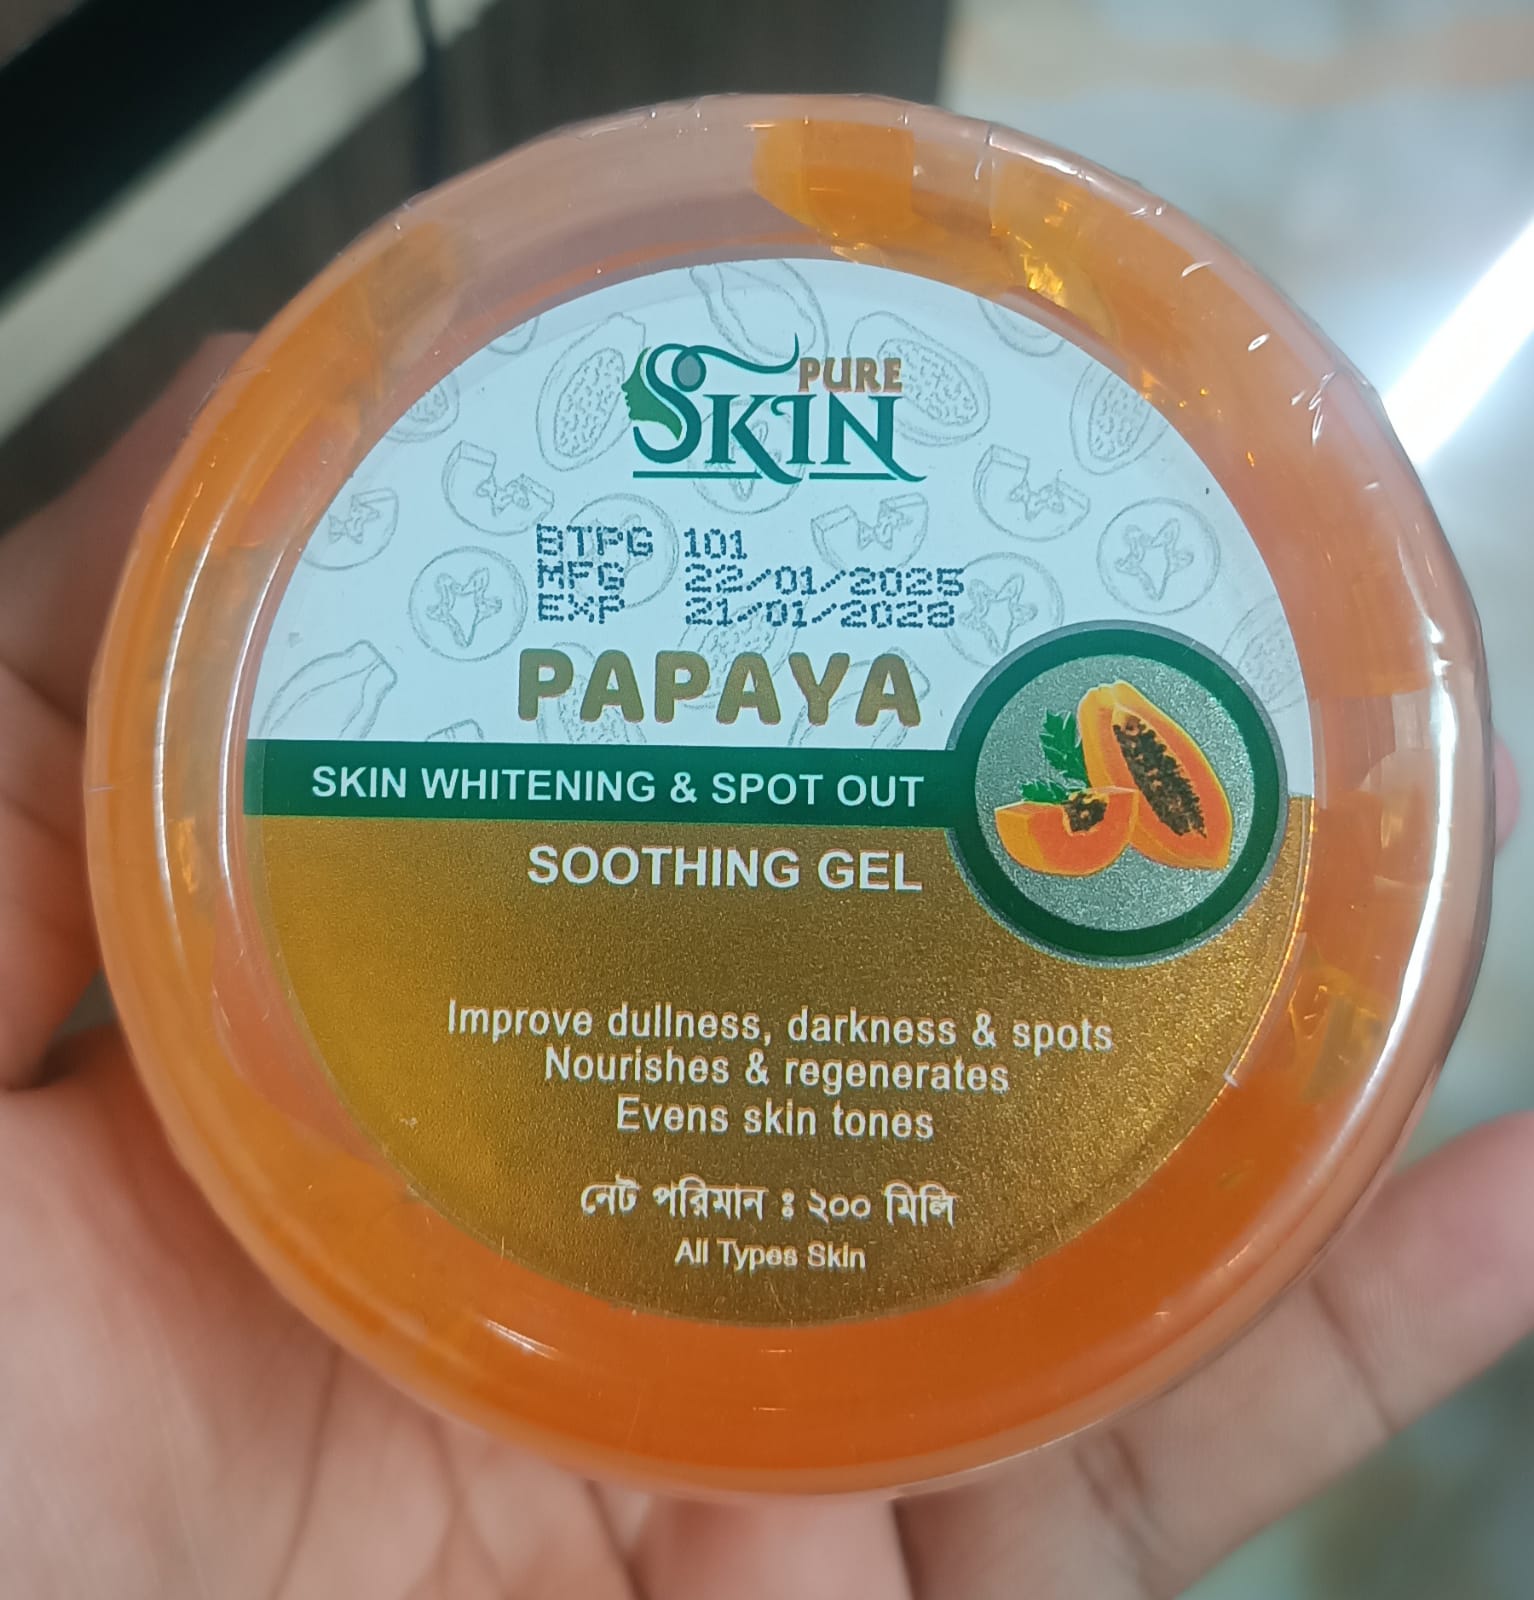 PURE
SKIN
BTPG 101
MFG 22/01/2025
EXP 21/01/2028
PAPAYA
SKIN WHITENING & SPOT OUT
SOOTHING GEL
Improve dullness, darkness & spots
Nourishes & regenerates
Evens skin tones
নেট পরিমান : ২০০ মিলি
All Types Skin